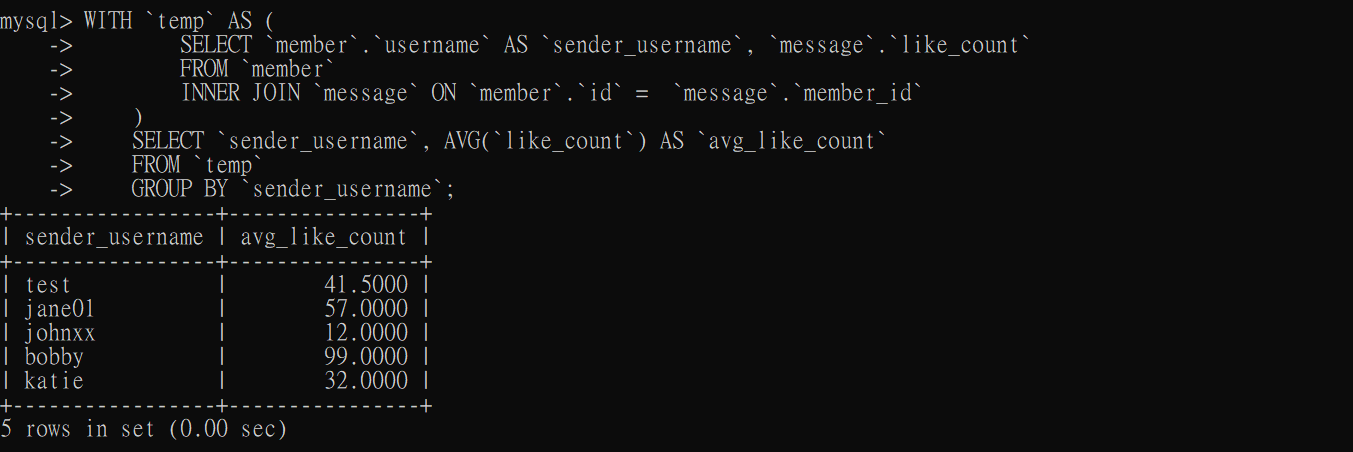 mysql> WITH `temp` AS (
    ->         SELECT `member`.`username` AS `sender_username`, `message`.`like_count`
    ->         FROM `member`
    ->         INNER JOIN `message` ON `member`.`id` =  `message`.`member_id`
    ->     )
    ->     SELECT `sender_username`, AVG(`like_count`) AS `avg_like_count`
    ->     FROM `temp`
    ->     GROUP BY `sender_username`;
+-----------------+----------------+
| sender_username | avg_like_count |
+-----------------+----------------+
| test            |        41.5000 |
| jane01          |        57.0000 |
| johnxx          |        12.0000 |
| bobby           |        99.0000 |
| katie           |        32.0000 |
+-----------------+----------------+
5 rows in set (0.00 sec)